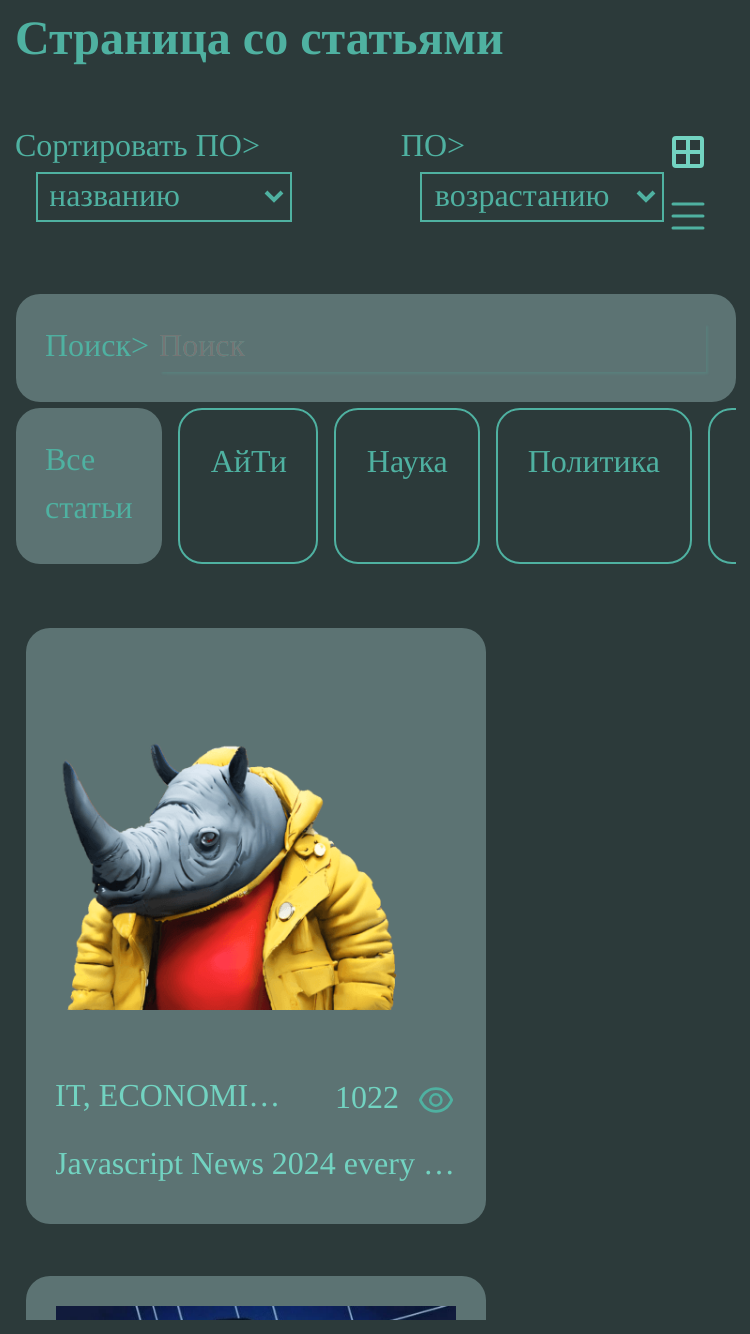 Страница со статьями
Сортировать ПО>
названию
ПО>
возрастанию
Поиск> Поиск
Все
статьи
АйТи
Наука
Политика
IT, ECONOMI…
1022
Javascript News 2024 every …